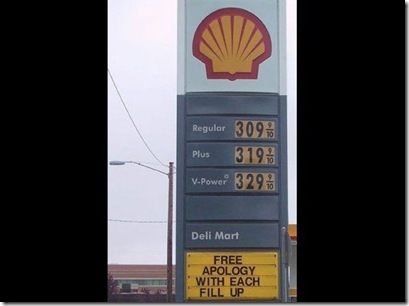 Regular 309 9/10
Plus 319 9/10
V-Power 329 9/10
Deli Mart
FREE
APOLOGY
WITH EACH
FILL UP